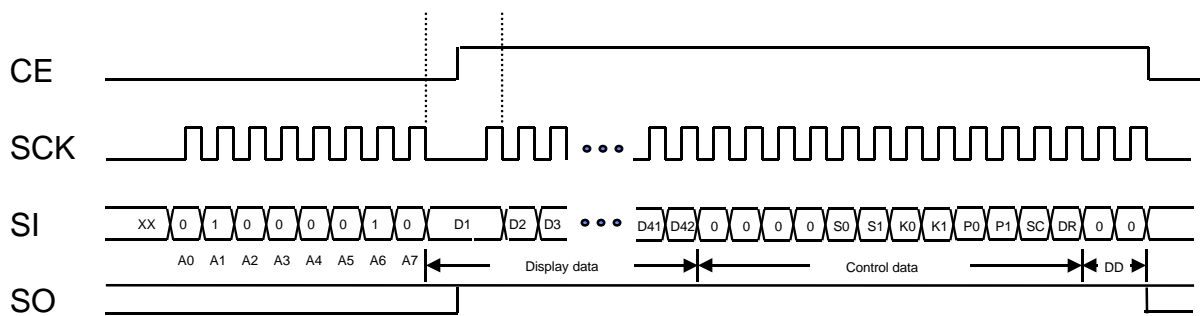 CE
SCK
SI XX 0 1 0 0 0 0 1 0 D1 D2 D3 D41 D42 0 0 0 0 S0 S1 K0 K1 P0 P1 SC DR 0 0
A0 A1 A2 A3 A4 A5 A6 A7 Display data Control data DD
SO